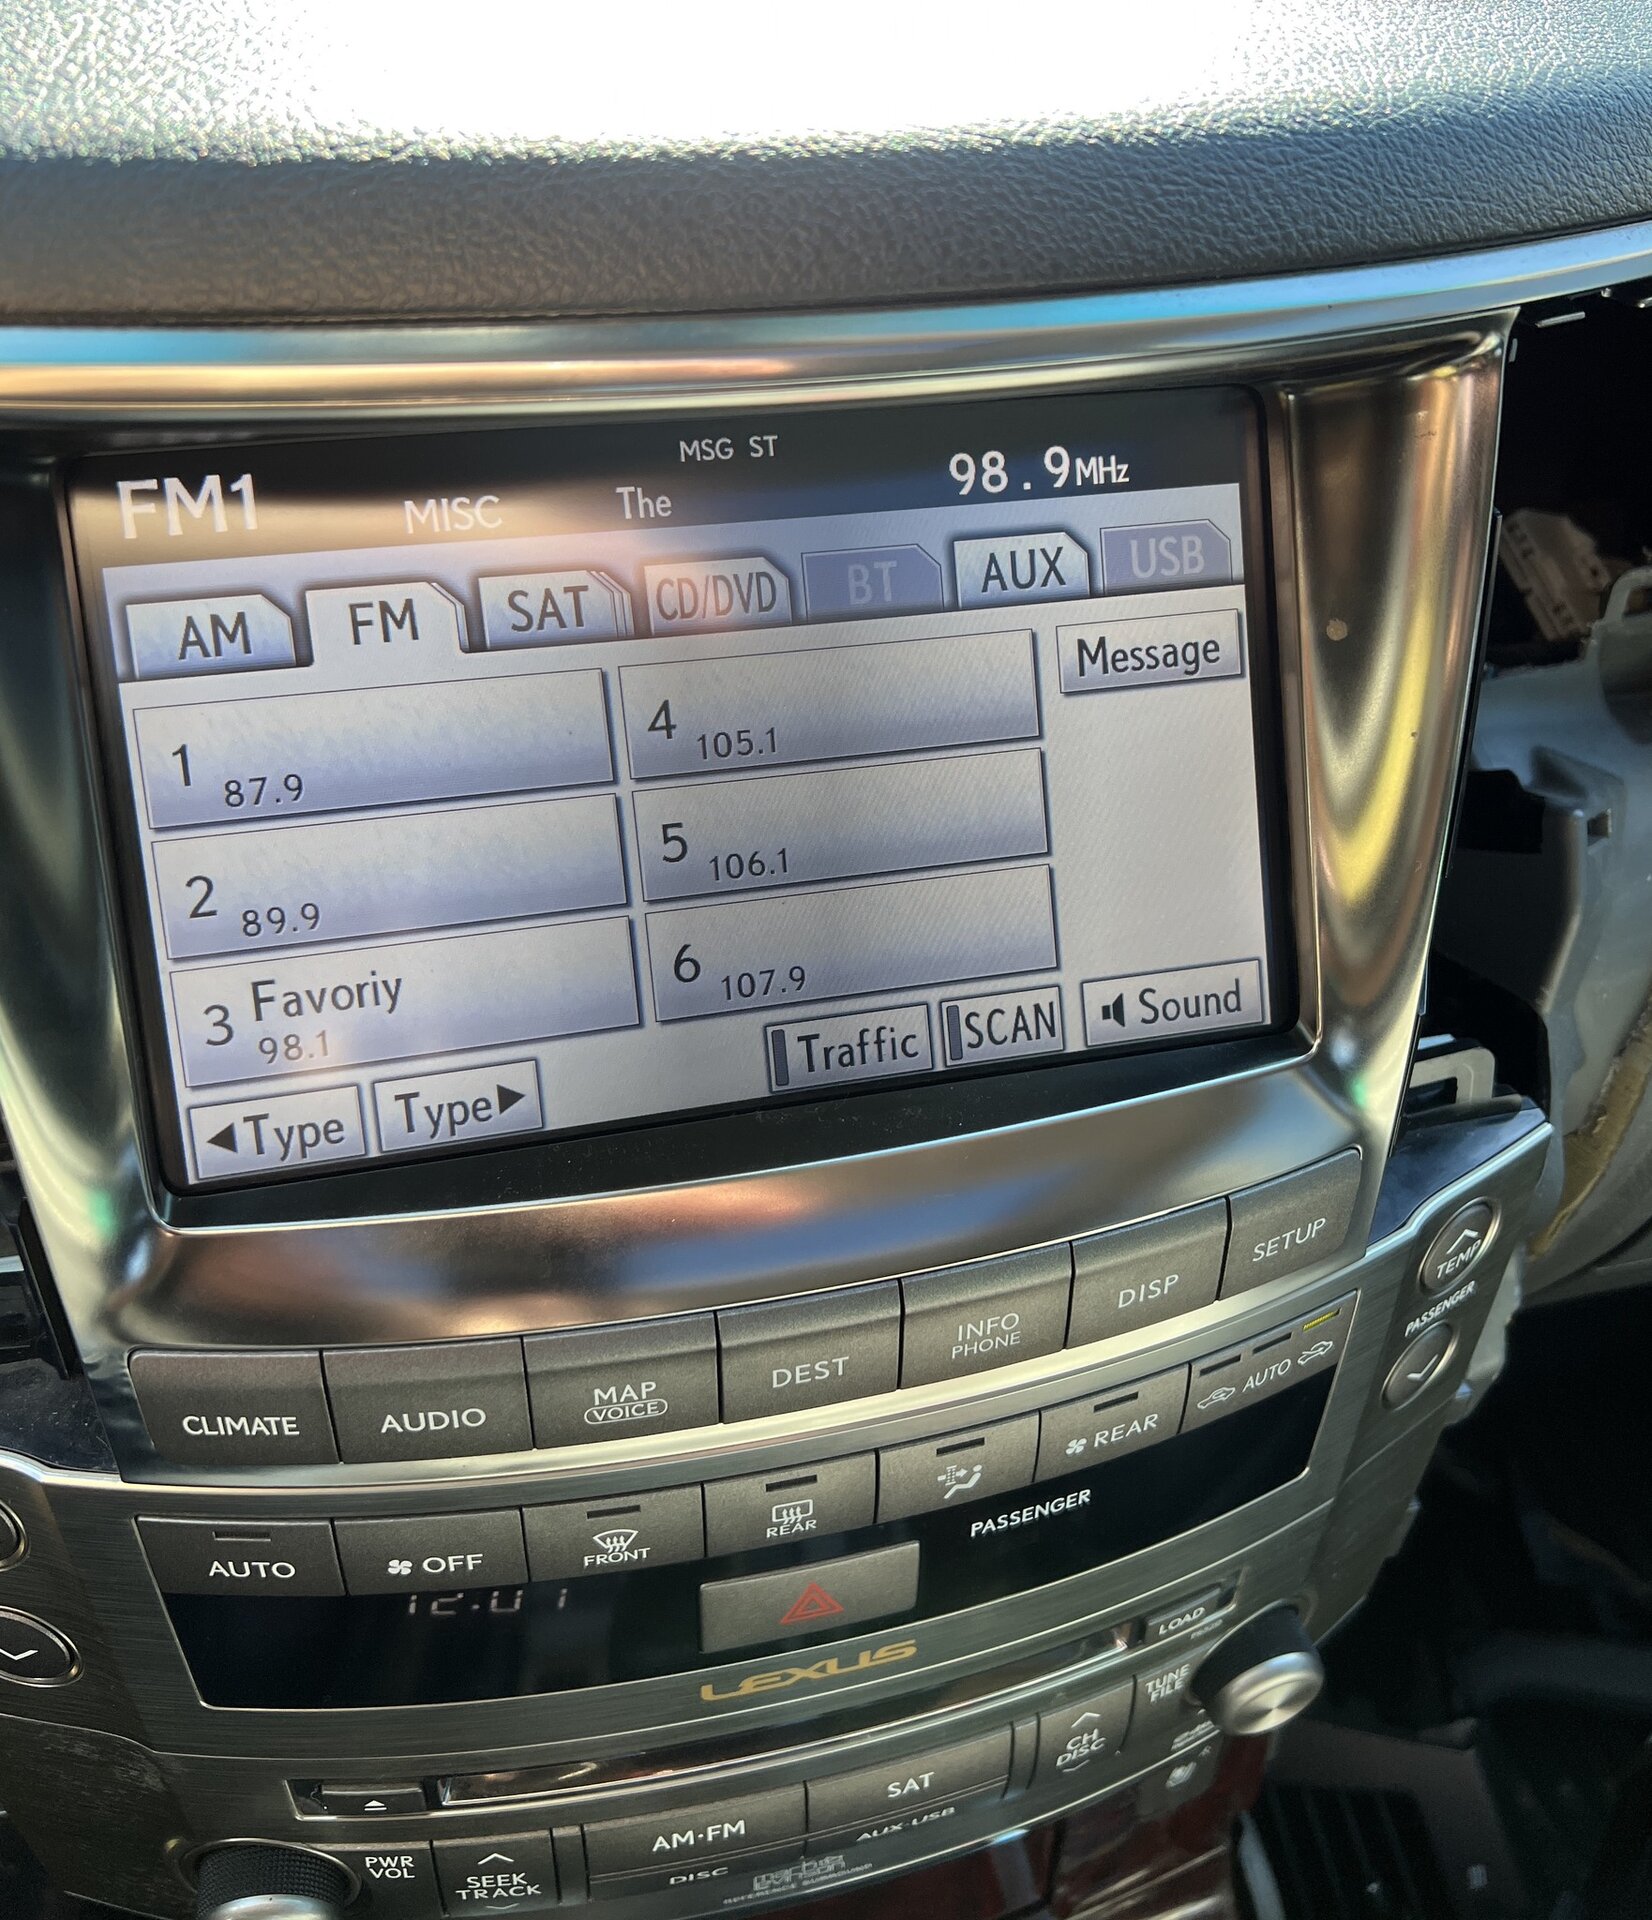 MSG ST
FM1 MISC The 98.9MHz
AM FM SAT CD/DVD BT AUX USB
Message
1 87.9
4 105.1
2 89.9
5 106.1
3 Favoriy 98.1
6 107.9
◀Type Type▶ Traffic SCAN Sound
CLIMATE AUDIO MAP VOICE DEST INFO PHONE DISP SETUP
TEMP
PASSENGER
AUTO OFF FRONT REAR REAR AUTO
PASSENGER
12:01
LEXUS
LOAD
TUNE FILE
PWR VOL
SEEK TRACK
AM·FM
DISC
SAT
AUX·USB
CH DISC